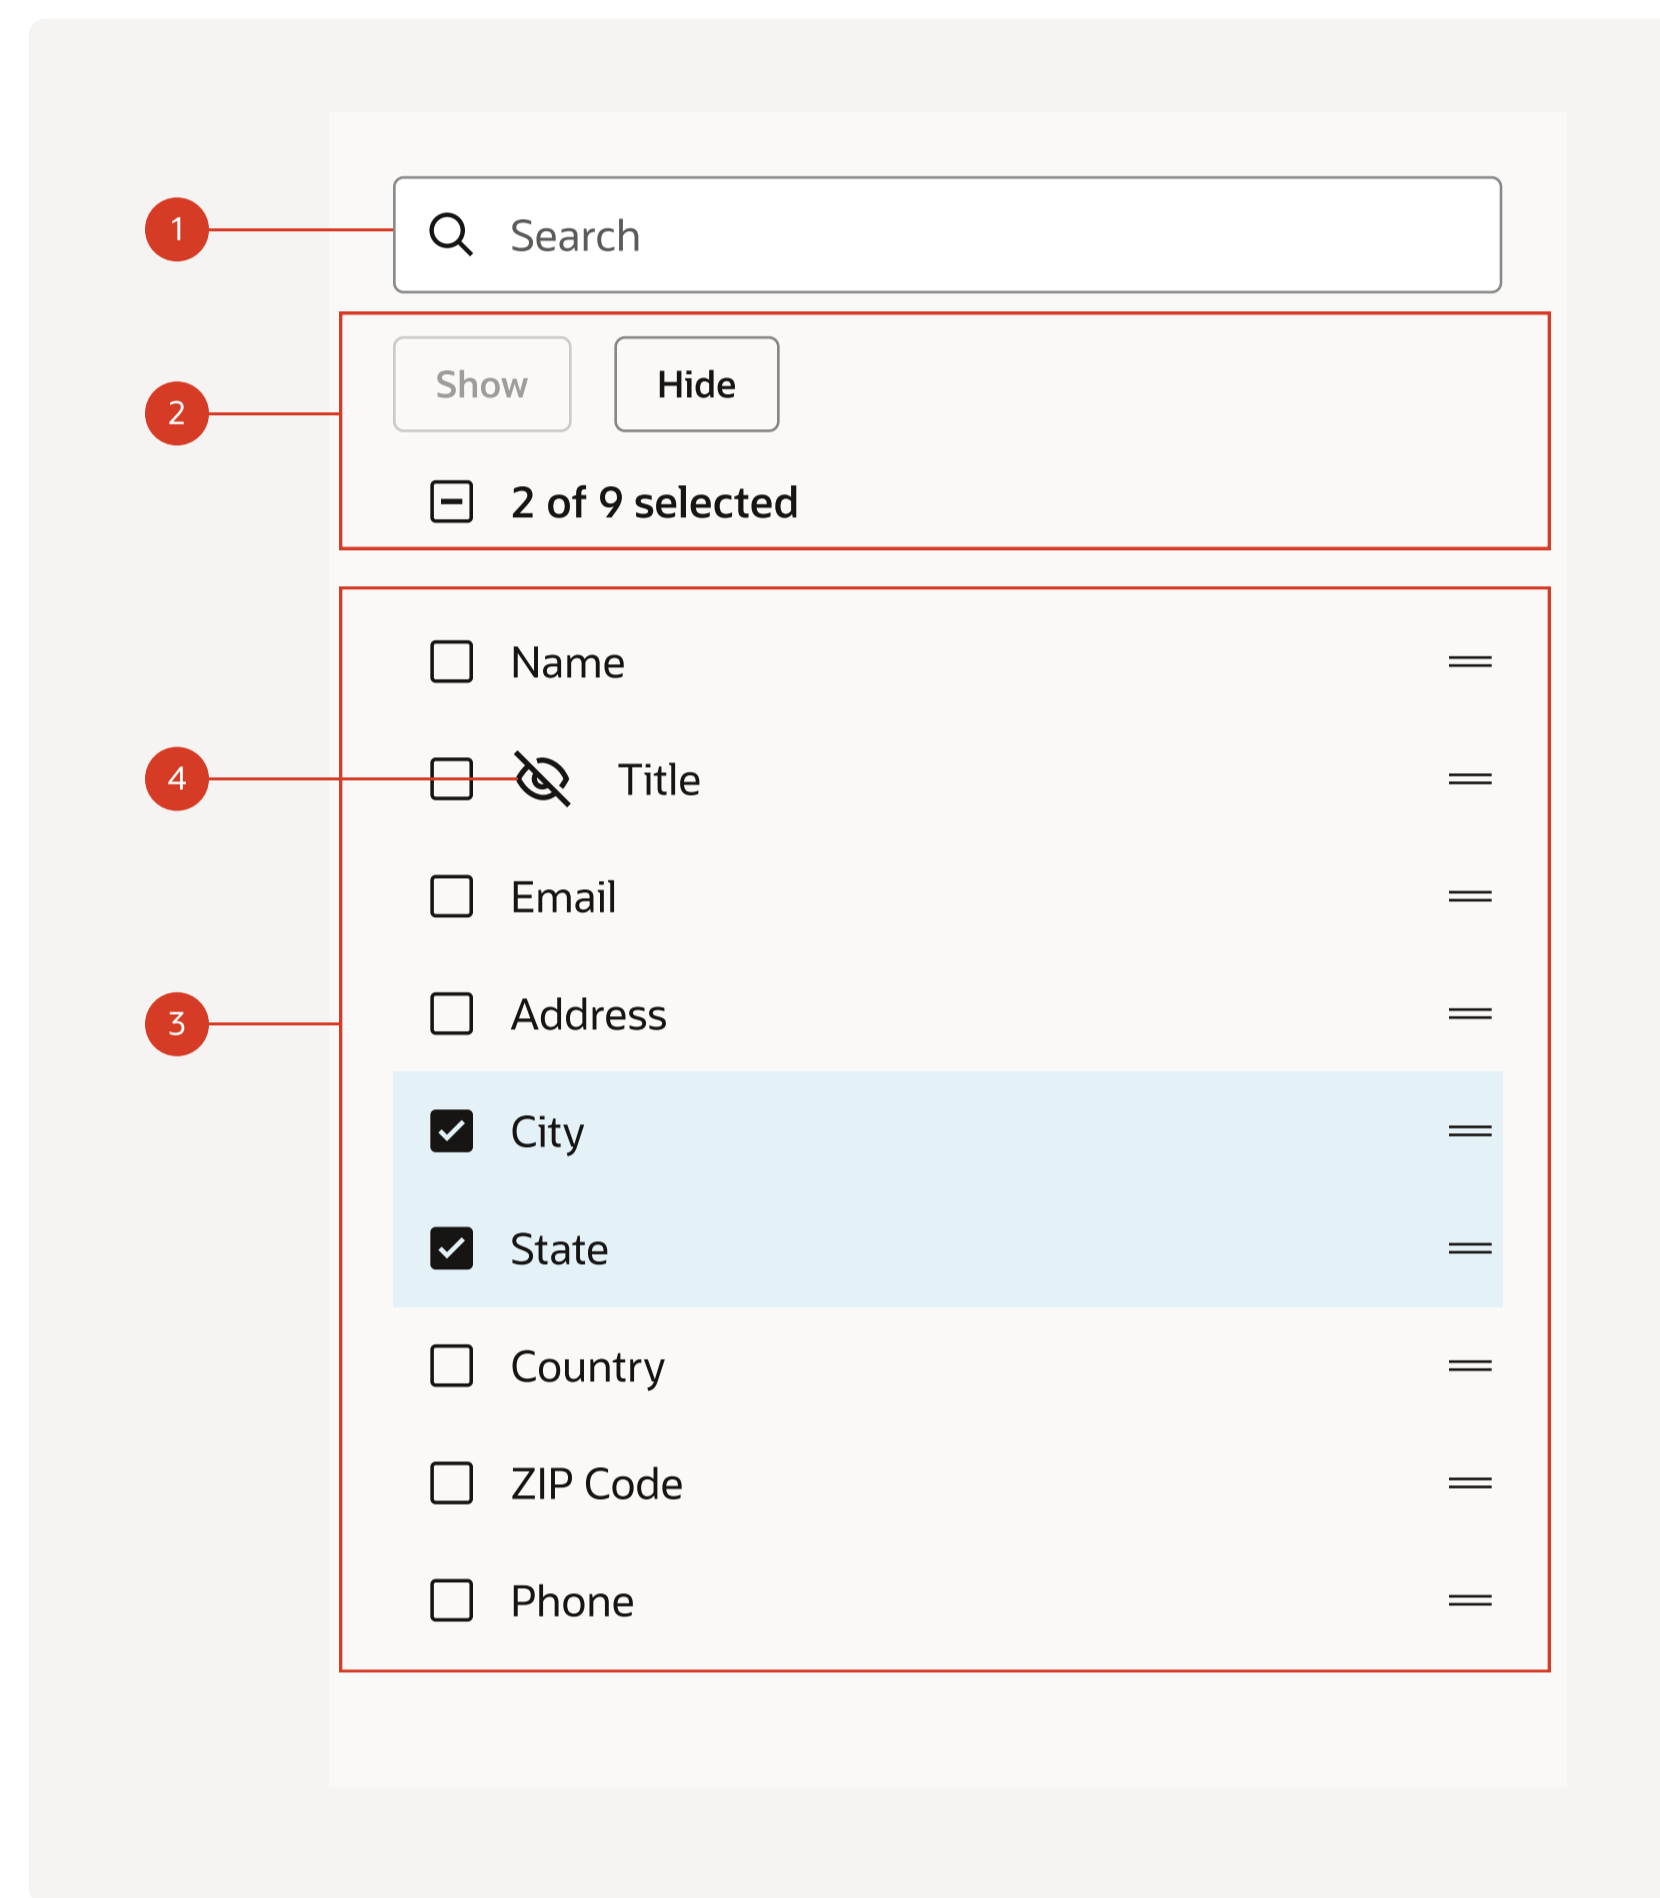 1 Search
Show Hide
2
2 of 9 selected
Name
4 Title
Email
Address
3
City
State
Country
ZIP Code
Phone